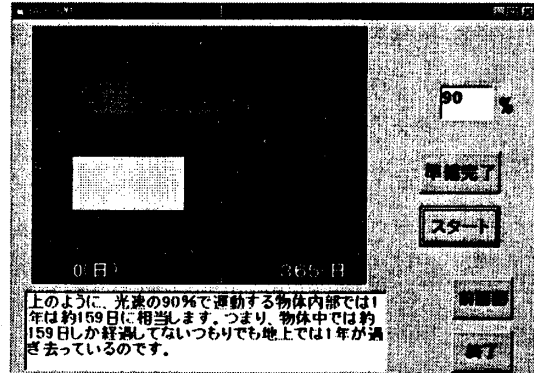 90 %
準備完了
スタート
0(日)
365 日
上のように、光速の90%で運動する物体内部では1
年は約159日に相当します。つまり、物体中では約
159日しか経過してないつもりでも地上では1年が過
ぎ去っているのです。
終了